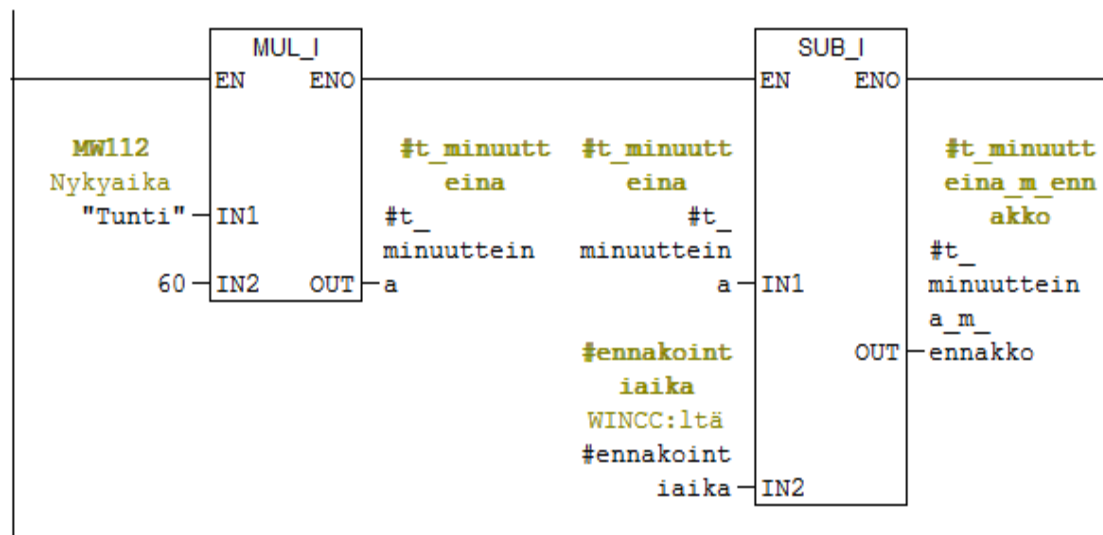 MUL_I
EN ENO
MW112
Nykyaika
"Tunti"
IN1
60
IN2
OUT
#t_minuutt
eina
#t_
minuuttein
a
SUB_I
EN ENO
#t_minuutt
eina
#t_
minuuttein
a
IN1
#ennakoint
iaika
WINCC:ltä
#ennakoint
iaika
IN2
OUT
#t_minuutt
eina_m_enn
akko
#t_
minuuttein
a_m_
ennakko